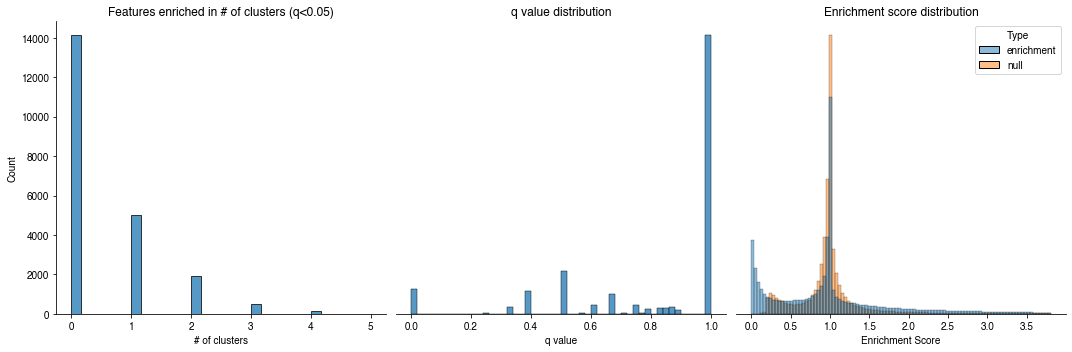 Features enriched in # of clusters (q<0.05)
q value distribution
Enrichment score distribution
Type
enrichment
null
Count
14000
12000
10000
8000
6000
4000
2000
0
0 1 2 3 4 5
0.0 0.2 0.4 0.6 0.8 1.0
0.0 0.5 1.0 1.5 2.0 2.5 3.0 3.5
# of clusters
q value
Enrichment Score